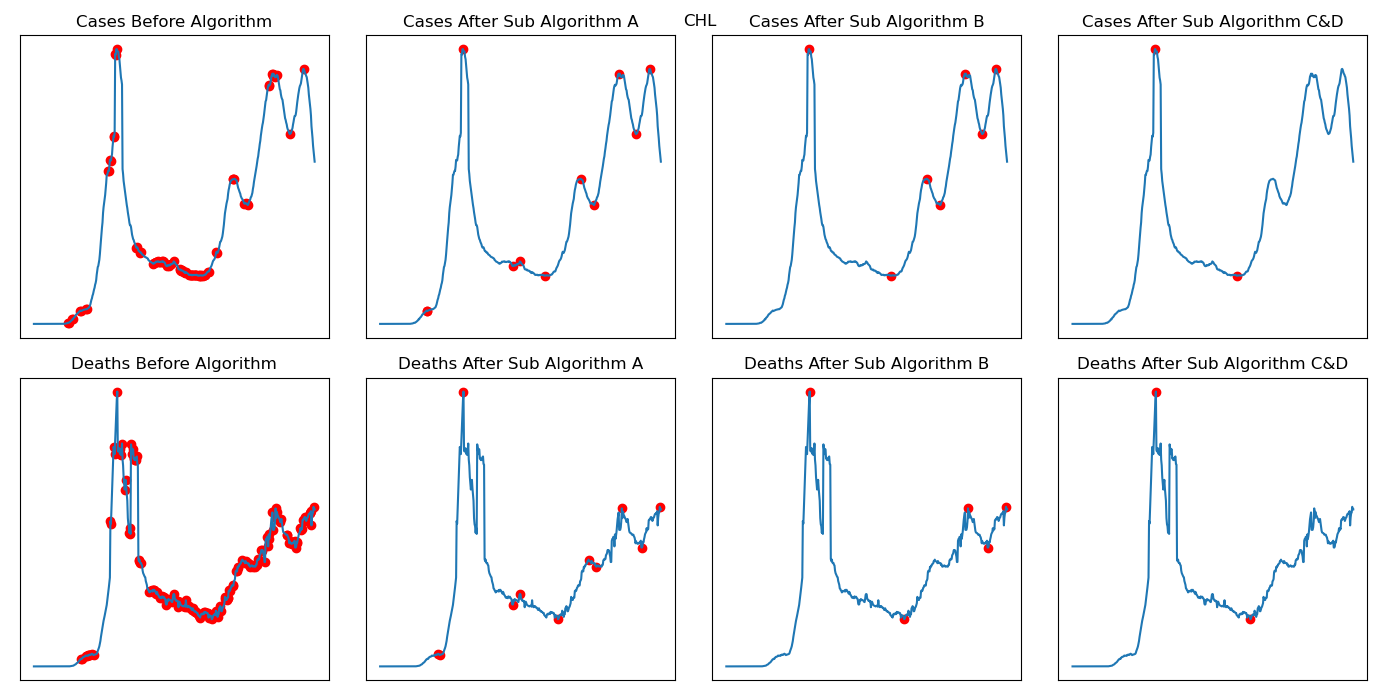 CHL
Cases Before Algorithm
Cases After Sub Algorithm A
Cases After Sub Algorithm B
Cases After Sub Algorithm C&D
Deaths Before Algorithm
Deaths After Sub Algorithm A
Deaths After Sub Algorithm B
Deaths After Sub Algorithm C&D